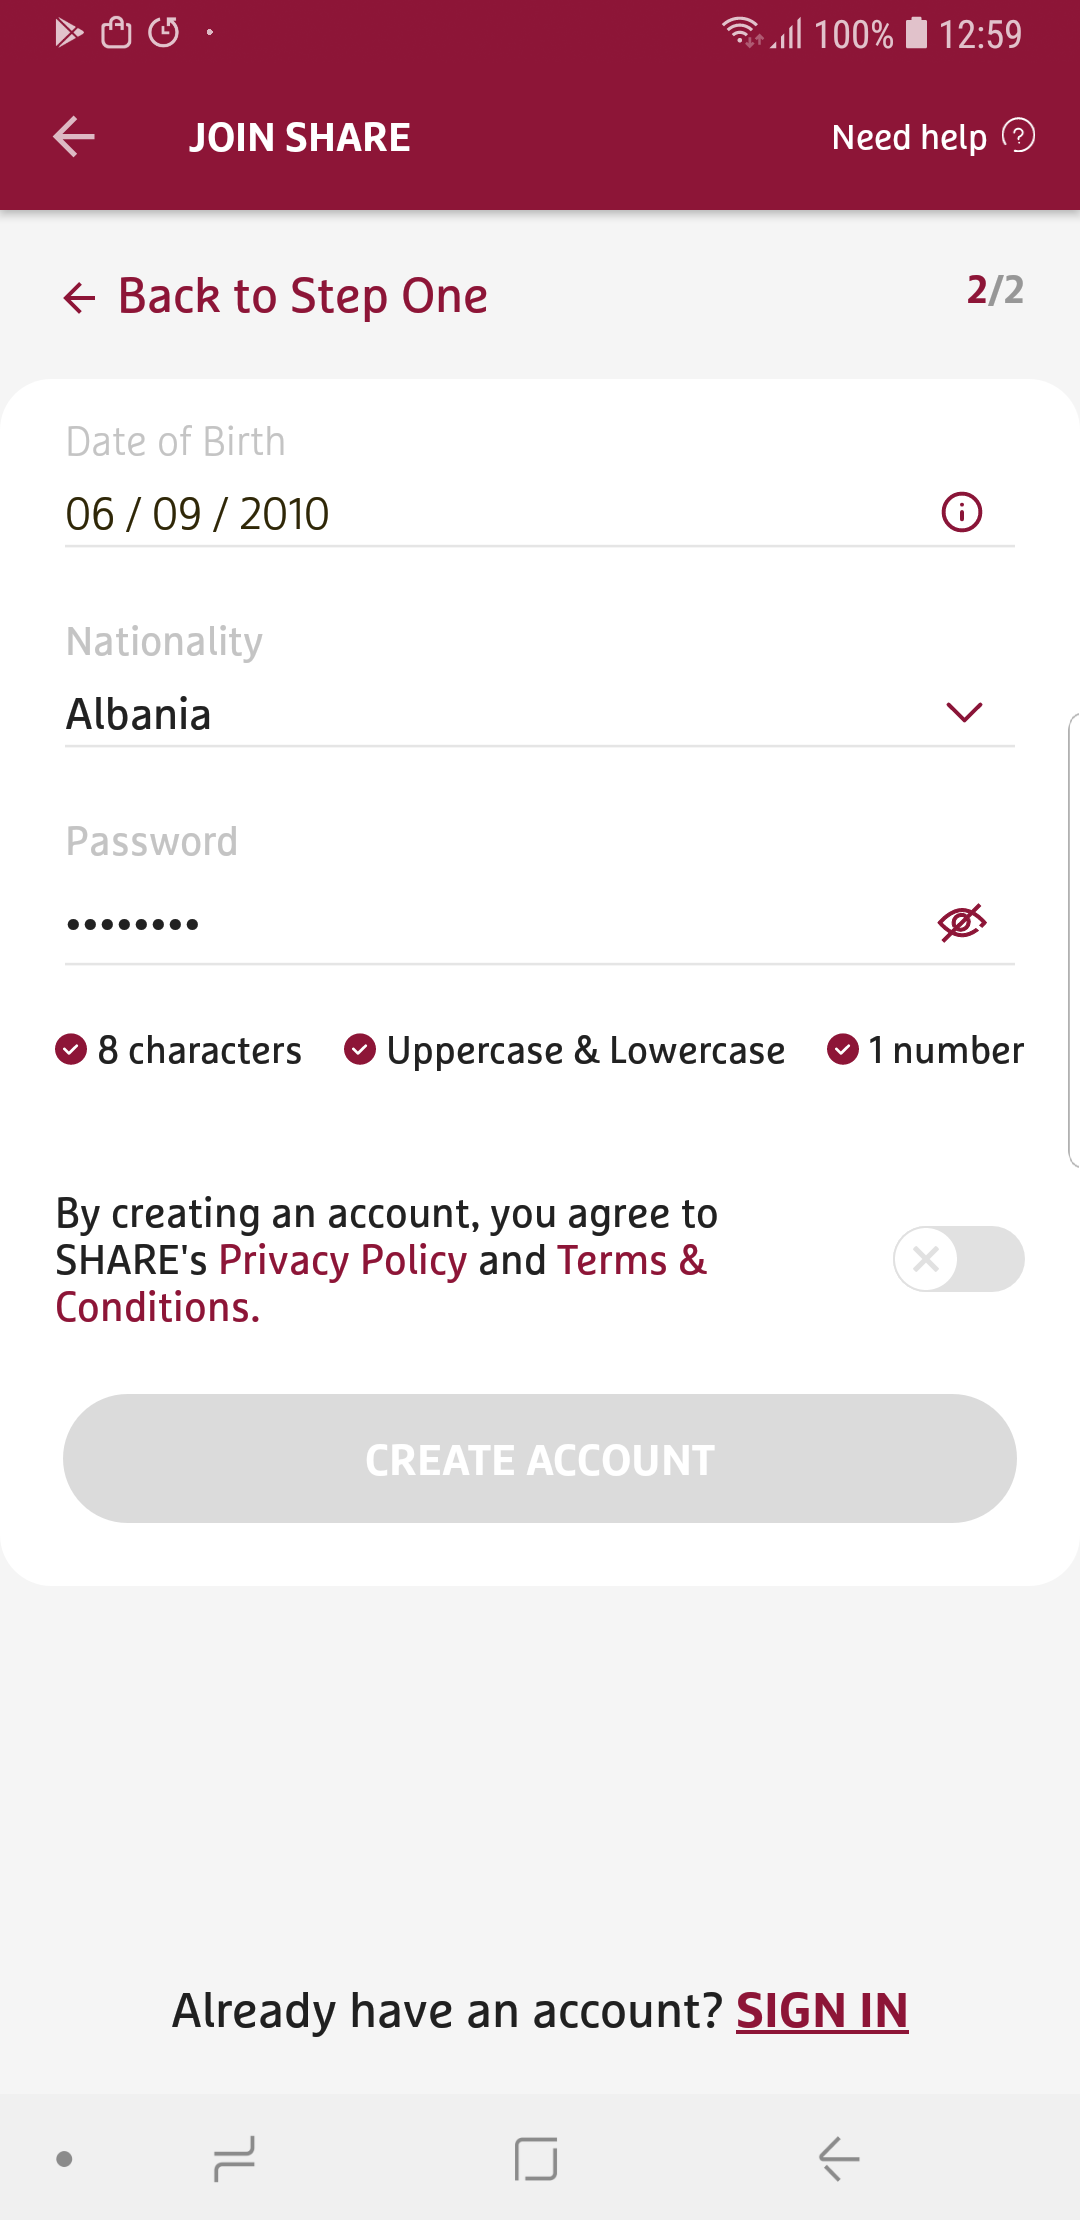 100% 12:59
JOIN SHARE
Need help ?
Back to Step One
2/2
Date of Birth
06 / 09 / 2010
Nationality
Albania
Password
••••••••
8 characters
Uppercase & Lowercase
1 number
By creating an account, you agree to
SHARE's Privacy Policy and Terms &
Conditions.
CREATE ACCOUNT
Already have an account? SIGN IN